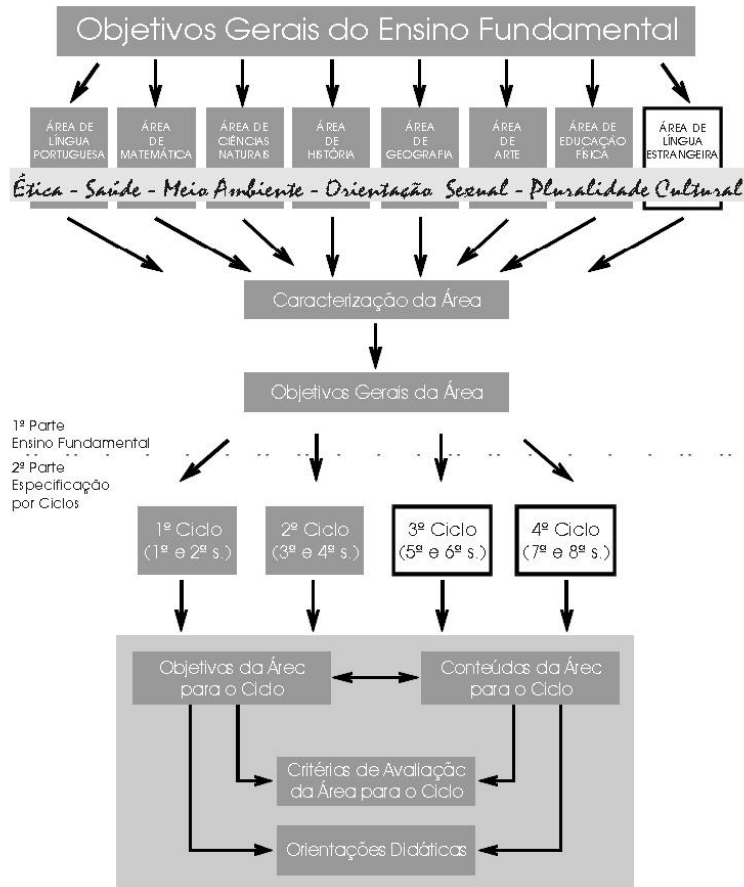 Objetivos Gerais do Ensino Fundamental
ÁREA DE
LÍNGUA
PORTUGUESA
ÁREA
DE
MATEMÁTICA
ÁREA DE
CIÊNCIAS
NATURAIS
ÁREA
DE
HISTÓRIA
ÁREA
DE
GEOGRAFIA
ÁREA
DE
ARTE
ÁREA DE
EDUCAÇÃO
FÍSICA
ÁREA DE
LÍNGUA
ESTRANGEIRA
Ética - Saúde - Meio Ambiente - Orientação Sexual - Pluralidade Cultural
Caracterização da Área
Objetivos Gerais da Área
1ª Parte
Ensino Fundamental
2ª Parte
Especificação
por Ciclos
1º Ciclo
(1ª e 2ª s.)
2º Ciclo
(3ª e 4ª s.)
3º Ciclo
(5ª e 6ª s.)
4º Ciclo
(7ª e 8ª s.)
Objetivas da Árec
para o Ciclo
Conteúdas da Árec
para o Ciclo
Critérias de Avaliação
da Área para o Ciclo
Orientações Didáticas